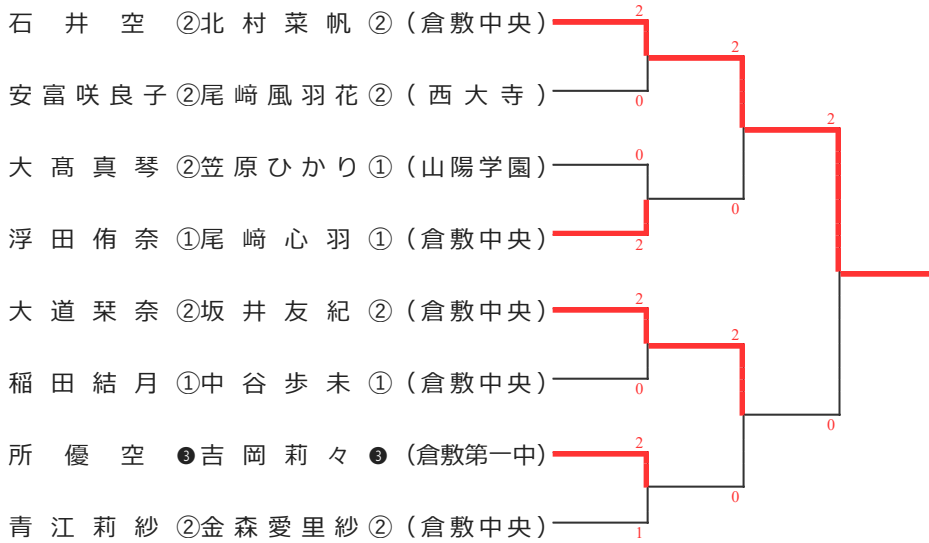 石井空 ②北村菜帆 ② (倉敷中央) 2
2
安富咲良子 ②尾﨑風羽花 ② (西大寺) 0
2
大髙真琴 ②笠原ひかり ① (山陽学園) 0
0
浮田侑奈 ①尾﨑心羽 ① (倉敷中央) 2
大道栞奈 ②坂井友紀 ② (倉敷中央) 2
2
稲田結月 ①中谷歩未 ① (倉敷中央) 0
0
所優空 ❸吉岡莉々 ❸ (倉敷第一中) 2
0
青江莉紗 ②金森愛里紗 ② (倉敷中央) 1